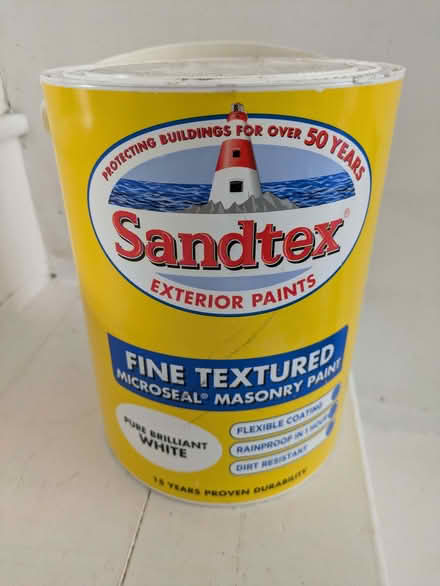 PROTECTING BUILDINGS FOR OVER 50 YEARS
Sandtex®
EXTERIOR PAINTS
FINE TEXTURED
MICROSEAL® MASONRY PAINT
PURE BRILLIANT
WHITE
FLEXIBLE COATING
RAINPROOF IN 1 HOUR
DIRT RESISTANT
15 YEARS PROVEN DURABILITY